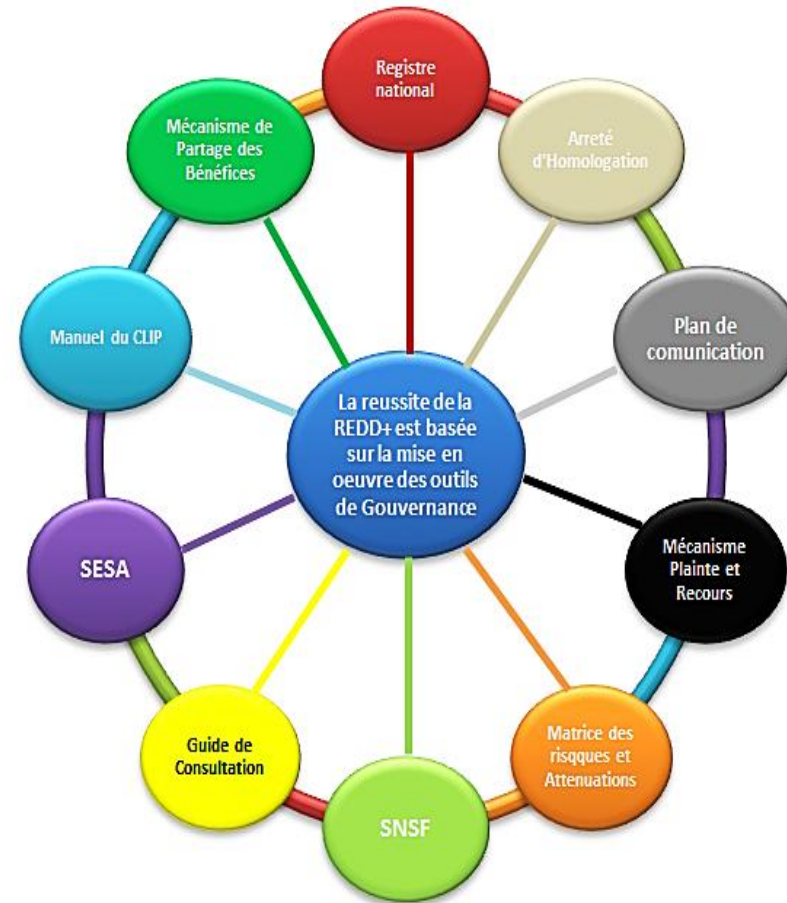 Registre
national
Arreté
d'Homologation
Plan de
comunication
Mécanisme
Plainte et
Recours
Matrice des
risqques et
Attenuations
SNSF
Guide de
Consultation
SESA
Manuel du CLIP
Mécanisme de
Partage des
Bénéfices
La reussite de la
REDD+ est basée
sur la mise en
oeuvre des outils
de Gouvernance